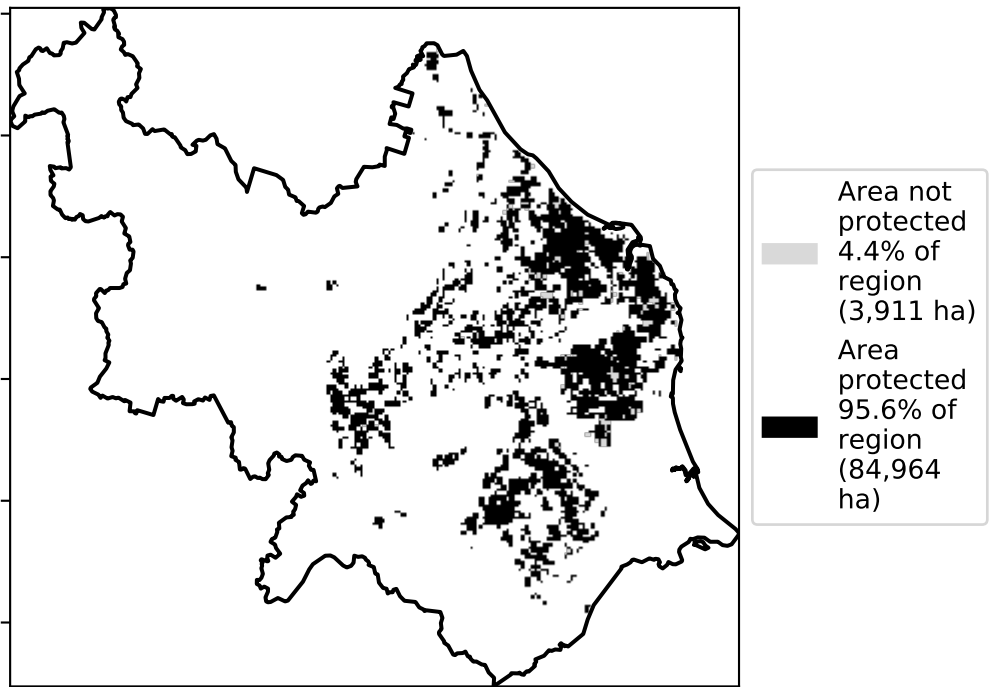 Area not
protected
4.4% of
region
(3,911 ha)
Area
protected
95.6% of
region
(84,964
ha)